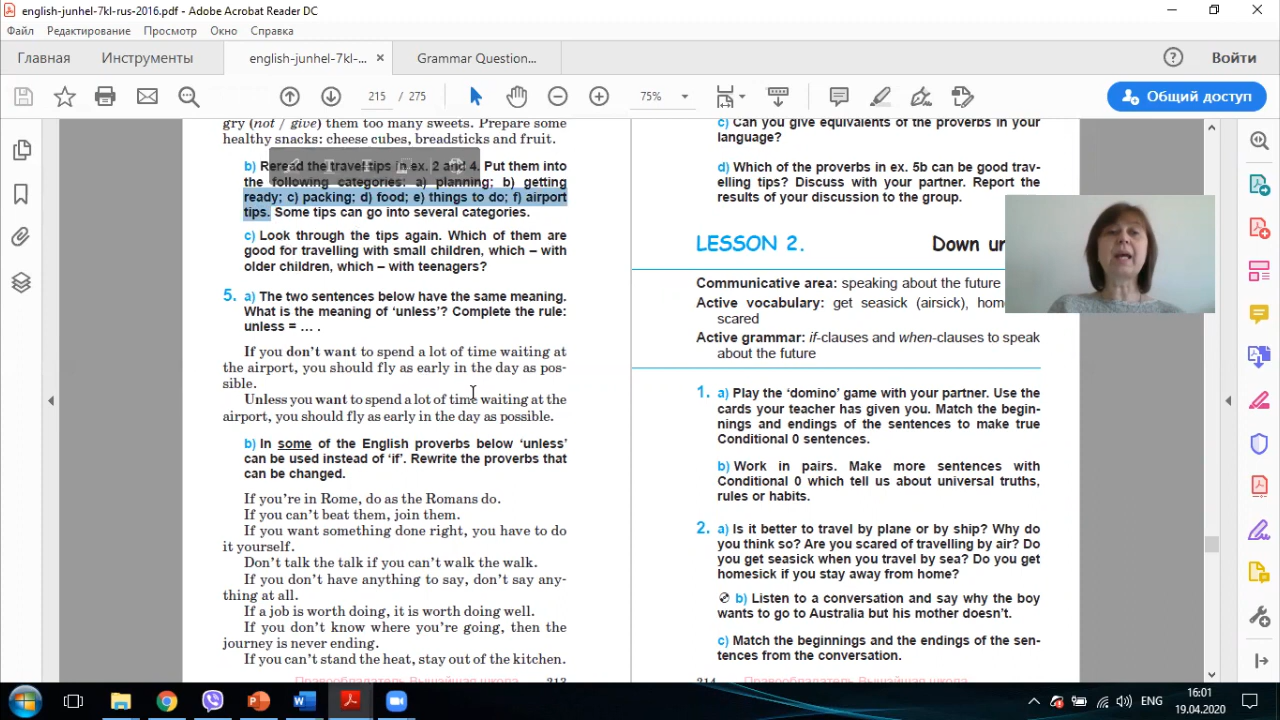 english-junhel-7kl-rus-2016.pdf - Adobe Acrobat Reader DC
Файл Редактирование Просмотр Окно Справка
Главная Инструменты english-junhel-7kl-... Grammar Question... Войти
215 / 275 75% Общий доступ
gry (not / give) them too many sweets. Prepare some
healthy snacks: cheese cubes, breadsticks and fruit.
b) Reread the travel tips in ex. 2 and 4. Put them into
the following categories: a) planning; b) getting
ready; c) packing; d) food; e) things to do; f) airport
tips. Some tips can go into several categories.
c) Look through the tips again. Which of them are
good for travelling with small children, which – with
older children, which – with teenagers?
5. a) The two sentences below have the same meaning.
What is the meaning of ‘unless’? Complete the rule:
unless = … .
If you don’t want to spend a lot of time waiting at
the airport, you should fly as early in the day as pos-
sible.
Unless you want to spend a lot of time waiting at the
airport, you should fly as early in the day as possible.
b) In some of the English proverbs below ‘unless’
can be used instead of ‘if’. Rewrite the proverbs that
can be changed.
If you’re in Rome, do as the Romans do.
If you can’t beat them, join them.
If you want something done right, you have to do
it yourself.
Don’t talk the talk if you can’t walk the walk.
If you don’t have anything to say, don’t say any-
thing at all.
If a job is worth doing, it is worth doing well.
If you don’t know where you’re going, then the
journey is never ending.
If you can’t stand the heat, stay out of the kitchen.
Правообладатель Вышэйшая школа
213
c) Can you give equivalents of the proverbs in your
language?
d) Which of the proverbs in ex. 5b can be good trav-
elling tips? Discuss with your partner. Report the
results of your discussion to the group.
LESSON 2. Down
Communicative area: speaking about the future
Active vocabulary: get seasick (airsick),
scared
Active grammar: if-clauses and when-clauses to speak
about the future
1. a) Play the ‘domino’ game with your partner. Use the
cards your teacher has given you. Match the begin-
nings and endings of the sentences to make true
Conditional 0 sentences.
b) Work in pairs. Make more sentences with
Conditional 0 which tell us about universal truths,
rules or habits.
2. a) Is it better to travel by plane or by ship? Why do
you think so? Are you scared of travelling by air? Do
you get seasick when you travel by sea? Do you get
homesick if you stay away from home?
b) Listen to a conversation and say why the boy
wants to go to Australia but his mother doesn’t.
c) Match the beginnings and the endings of the sen-
tences from the conversation.
214
Правообладатель Вышэйшая школа
ENG
16:01
19.04.2020